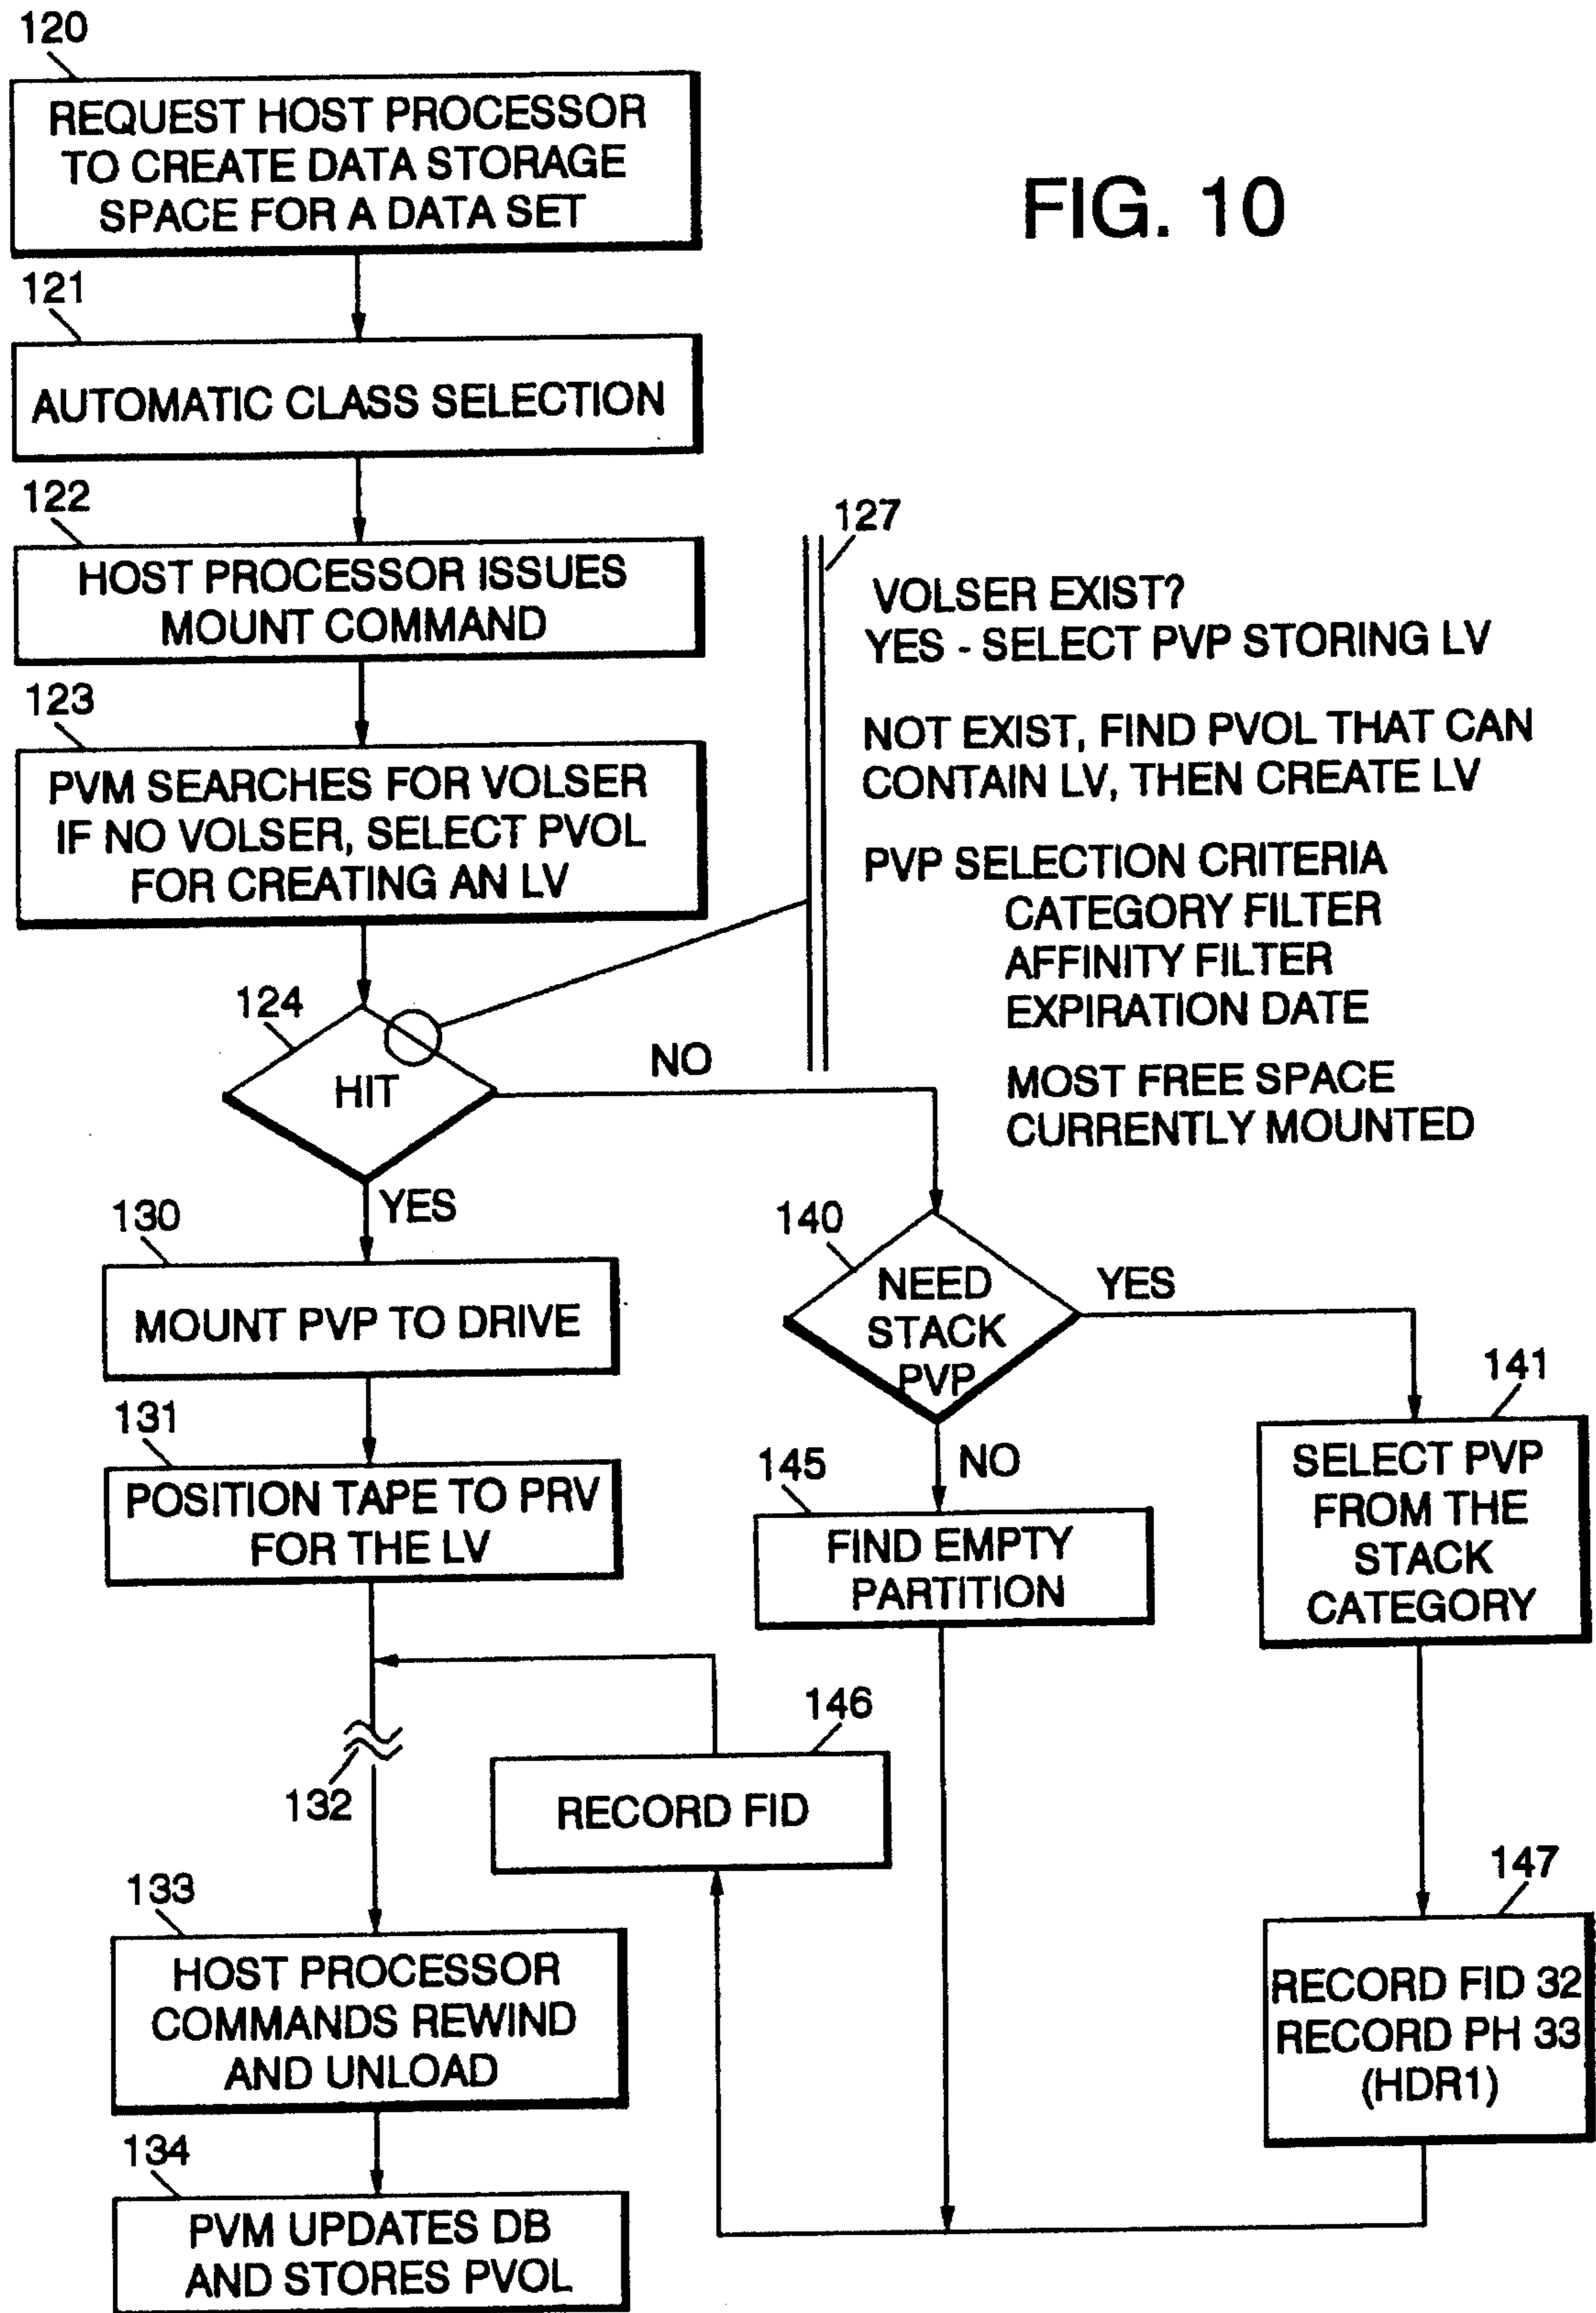 120
REQUEST HOST PROCESSOR
TO CREATE DATA STORAGE
SPACE FOR A DATA SET
FIG. 10
121
AUTOMATIC CLASS SELECTION
122
HOST PROCESSOR ISSUES
MOUNT COMMAND
123
PVM SEARCHES FOR VOLSER
IF NO VOLSER, SELECT PVOL
FOR CREATING AN LV
127
VOLSER EXIST?
YES - SELECT PVP STORING LV
NOT EXIST, FIND PVOL THAT CAN
CONTAIN LV, THEN CREATE LV
PVP SELECTION CRITERIA
CATEGORY FILTER
AFFINITY FILTER
EXPIRATION DATE
MOST FREE SPACE
CURRENTLY MOUNTED
124
HIT
NO
YES
130
MOUNT PVP TO DRIVE
131
POSITION TAPE TO PRV
FOR THE LV
140
NEED
STACK
PVP
YES
NO
141
SELECT PVP
FROM THE
STACK
CATEGORY
145
FIND EMPTY
PARTITION
146
RECORD FID
132
133
HOST PROCESSOR
COMMANDS REWIND
AND UNLOAD
147
RECORD FID 32
RECORD PH 33
(HDR1)
134
PVM UPDATES DB
AND STORES PVOL